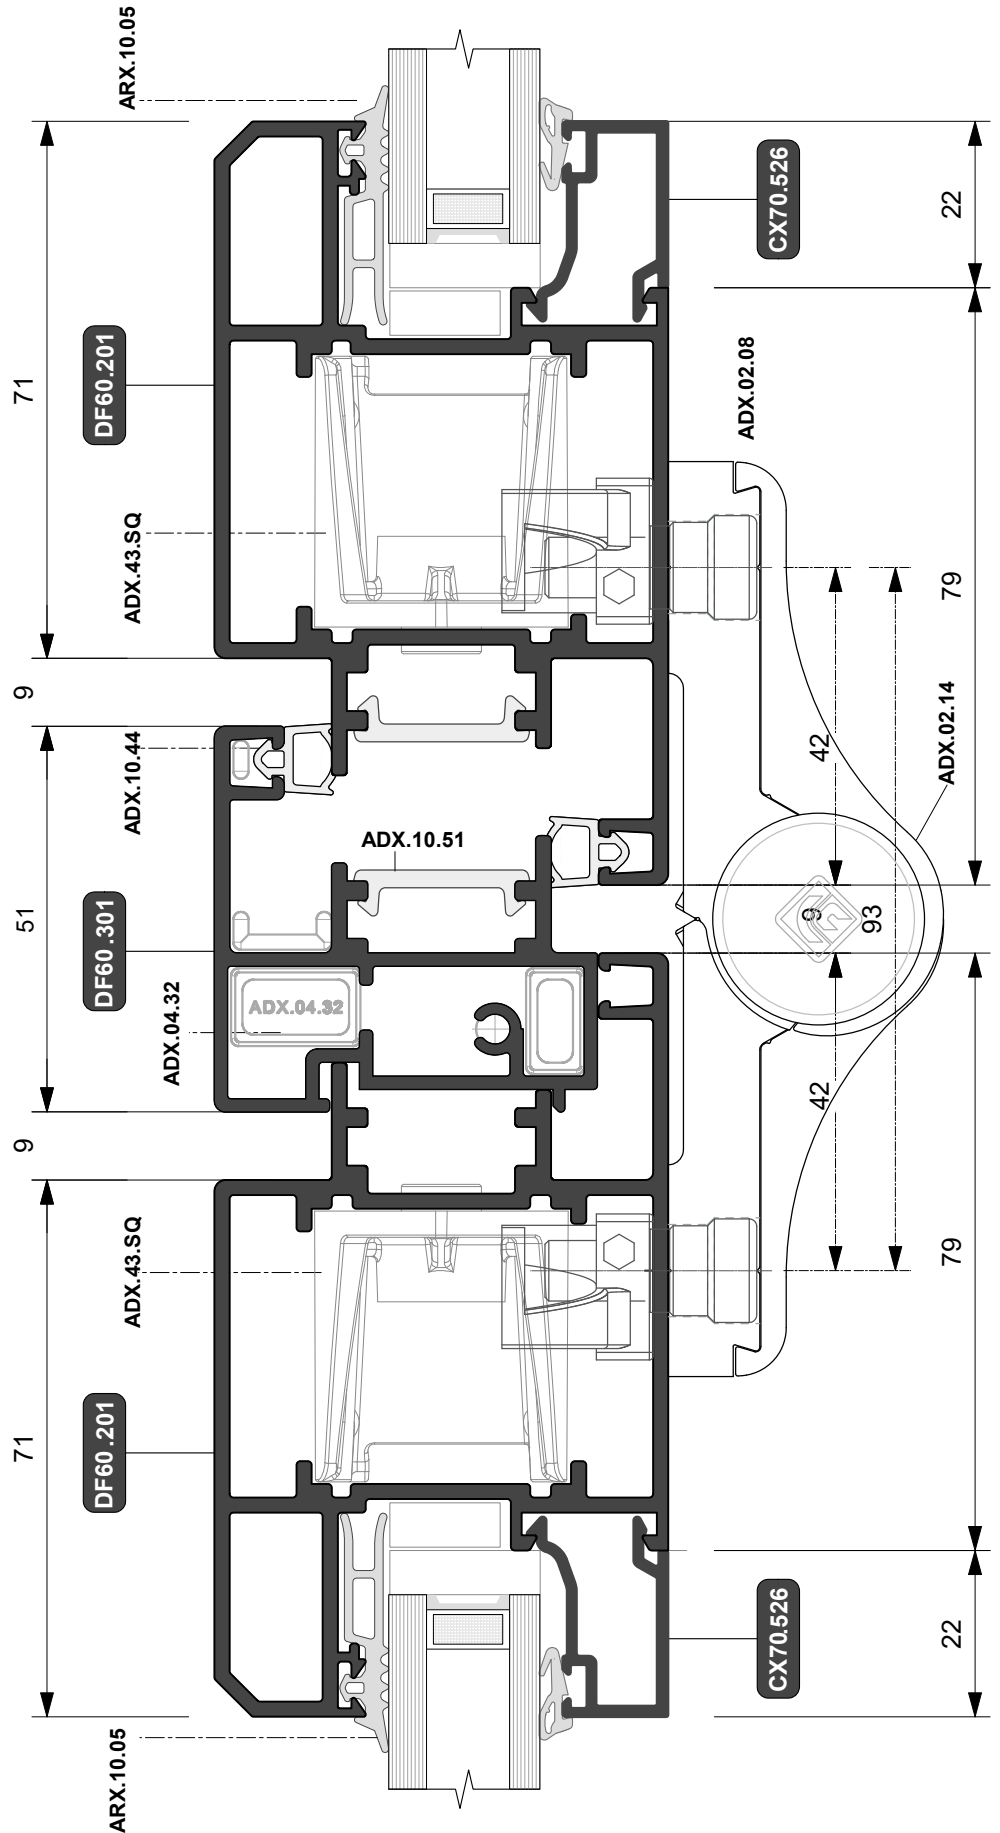 ARX.10.05
71
DF60.201
CX70.526
22
ADX.02.08
ADX.43.SQ
79
9
ADX.10.44
42
ADX.02.14
ADX.10.51
51
DF60.301
9
93
ADX.04.32
ADX.04.32
42
9
ADX.43.SQ
79
71
DF60.201
CX70.526
22
ARX.10.05